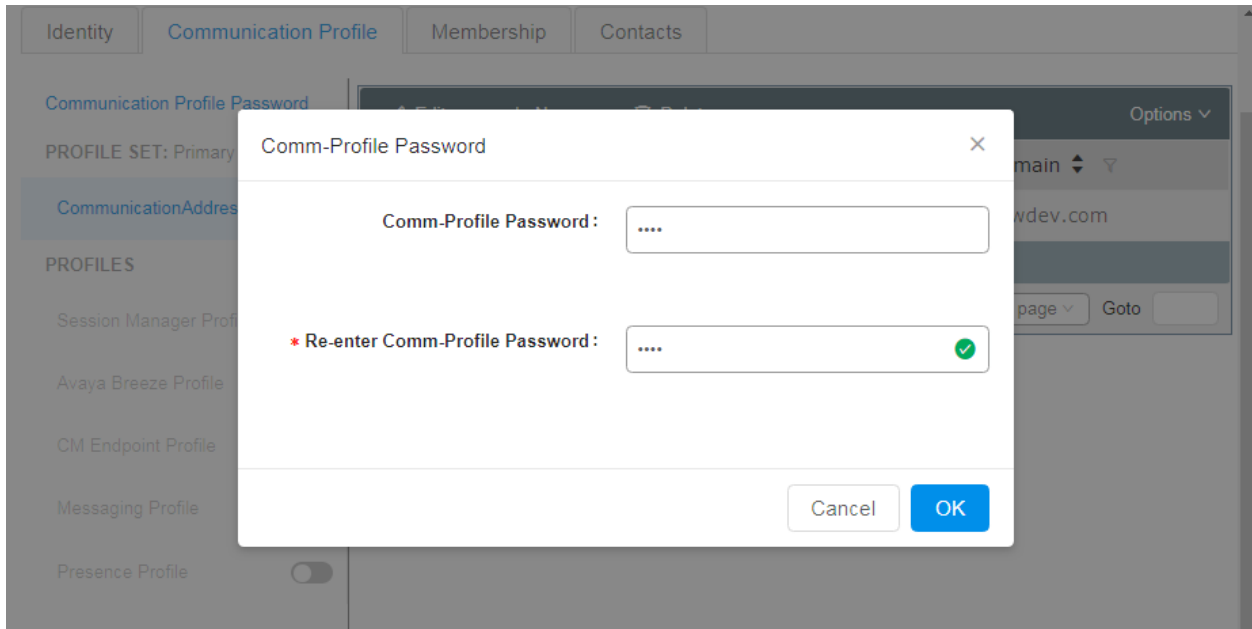 Identity Communication Profile Membership Contacts
Communication Profile Password
Options
Comm-Profile Password
PROFILE SET: Primary
main
CommunicationAddres
Comm-Profile Password :
••••
wdev.com
PROFILES
page Goto
Session Manager Profi
* Re-enter Comm-Profile Password :
••••
Avaya Breeze Profile
CM Endpoint Profile
Messaging Profile
Cancel OK
Presence Profile